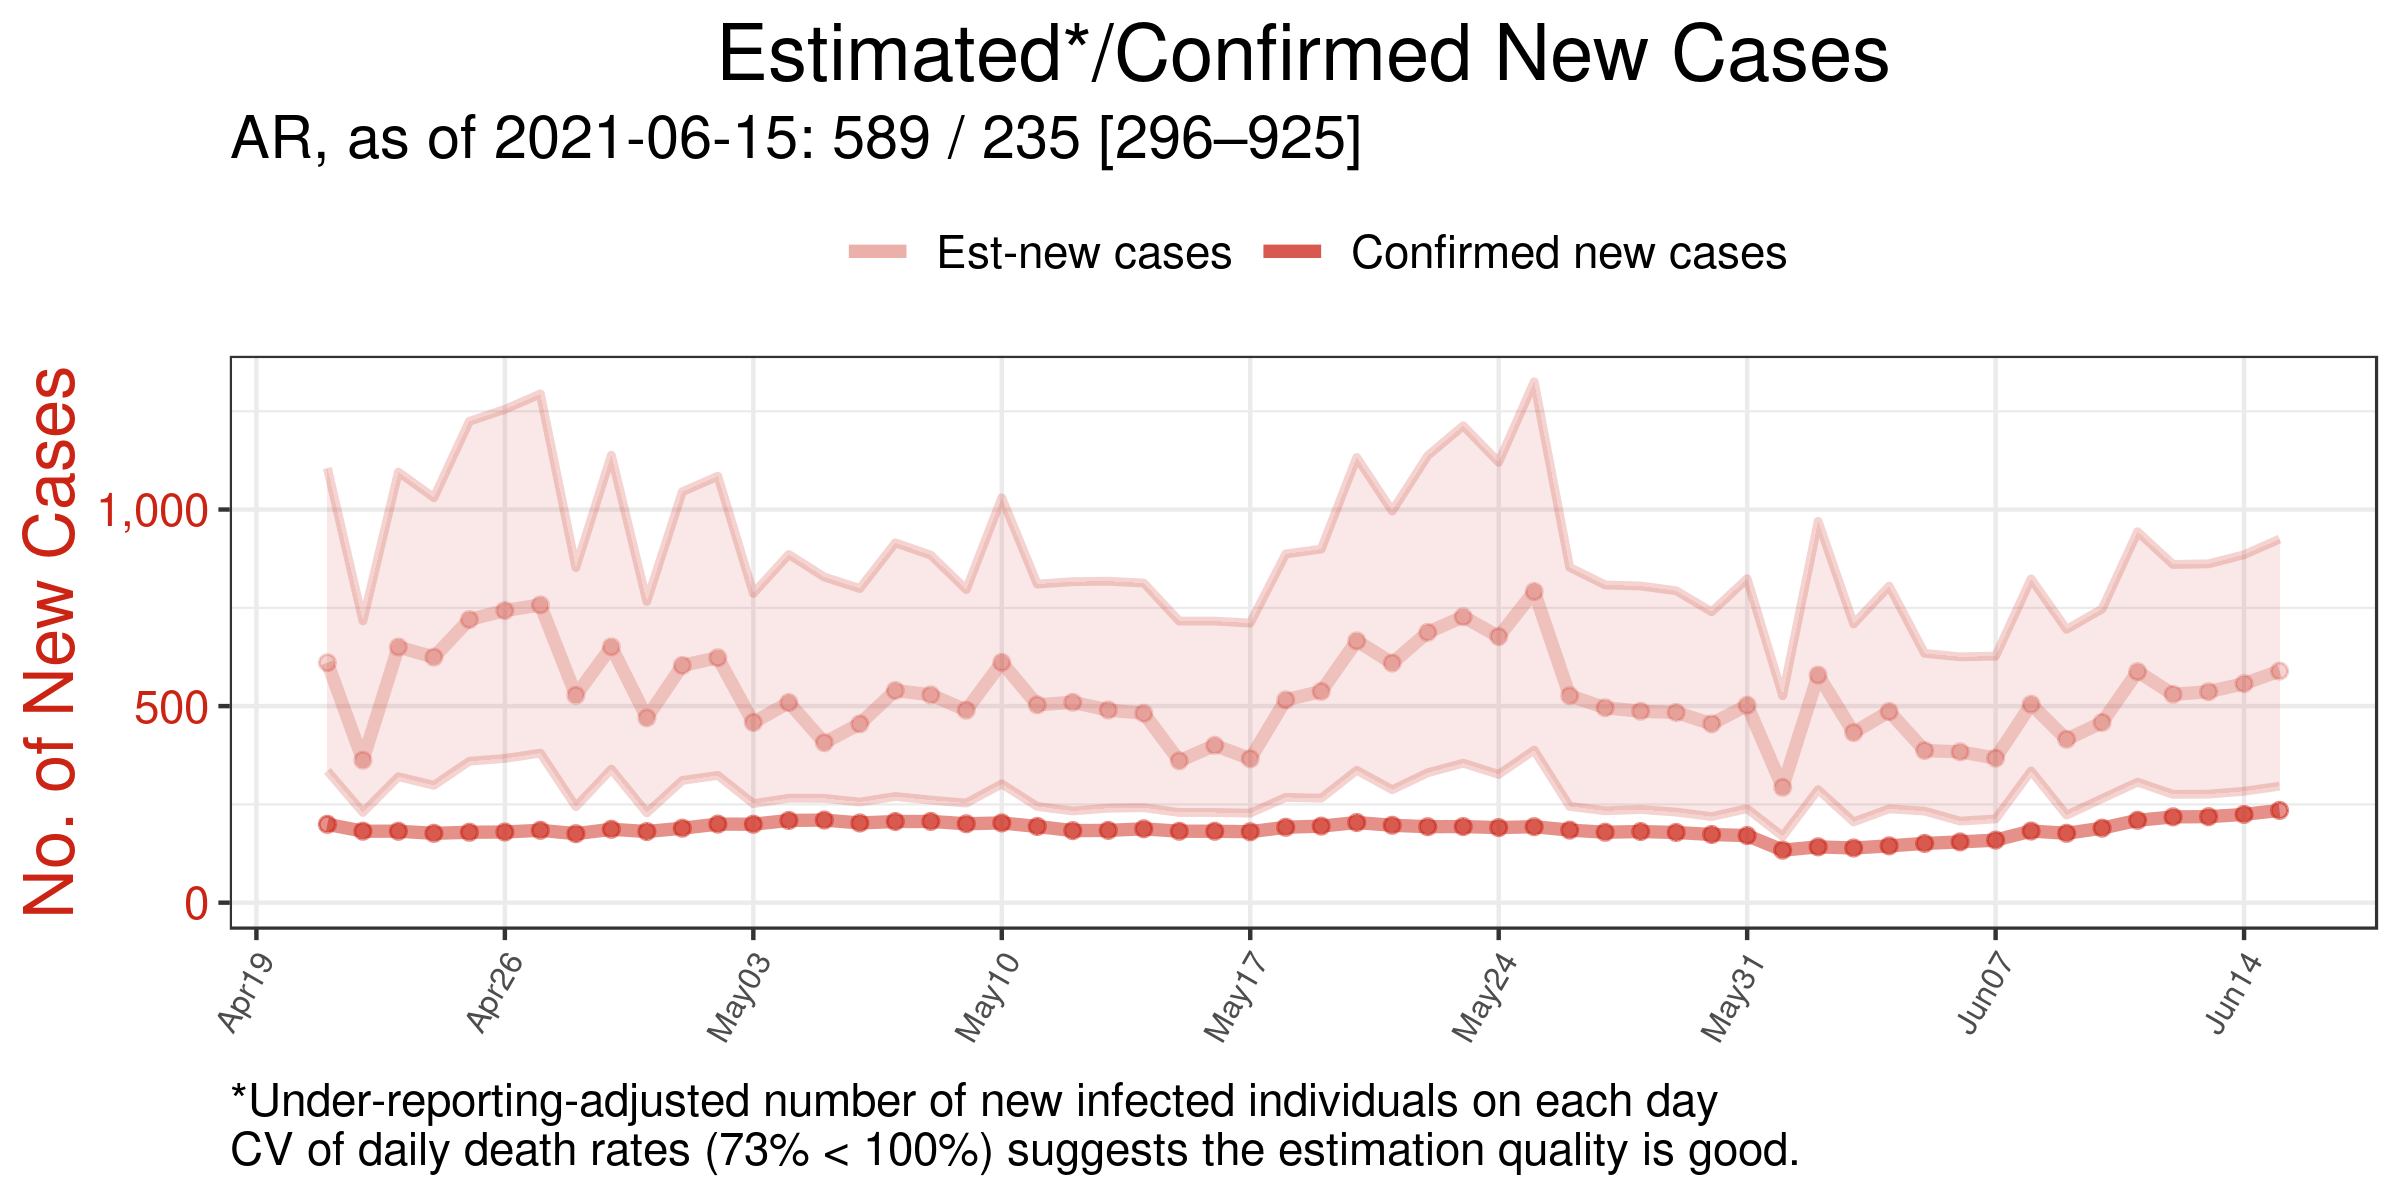 Estimated*/Confirmed New Cases
AR, as of 2021-06-15: 589 / 235 [296–925]
Est-new cases
Confirmed new cases
No. of New Cases
1,000
500
0
Apr19
Apr26
May03
May10
May17
May24
May31
Jun07
Jun14
*Under-reporting-adjusted number of new infected individuals on each day
CV of daily death rates (73% < 100%) suggests the estimation quality is good.